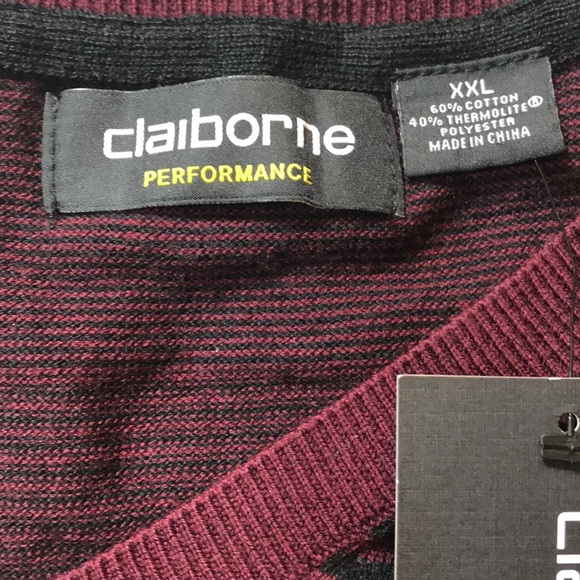 claiborne
PERFORMANCE
XXL
60% COTTON
40% THERMOLITE®
POLYESTER
MADE IN CHINA